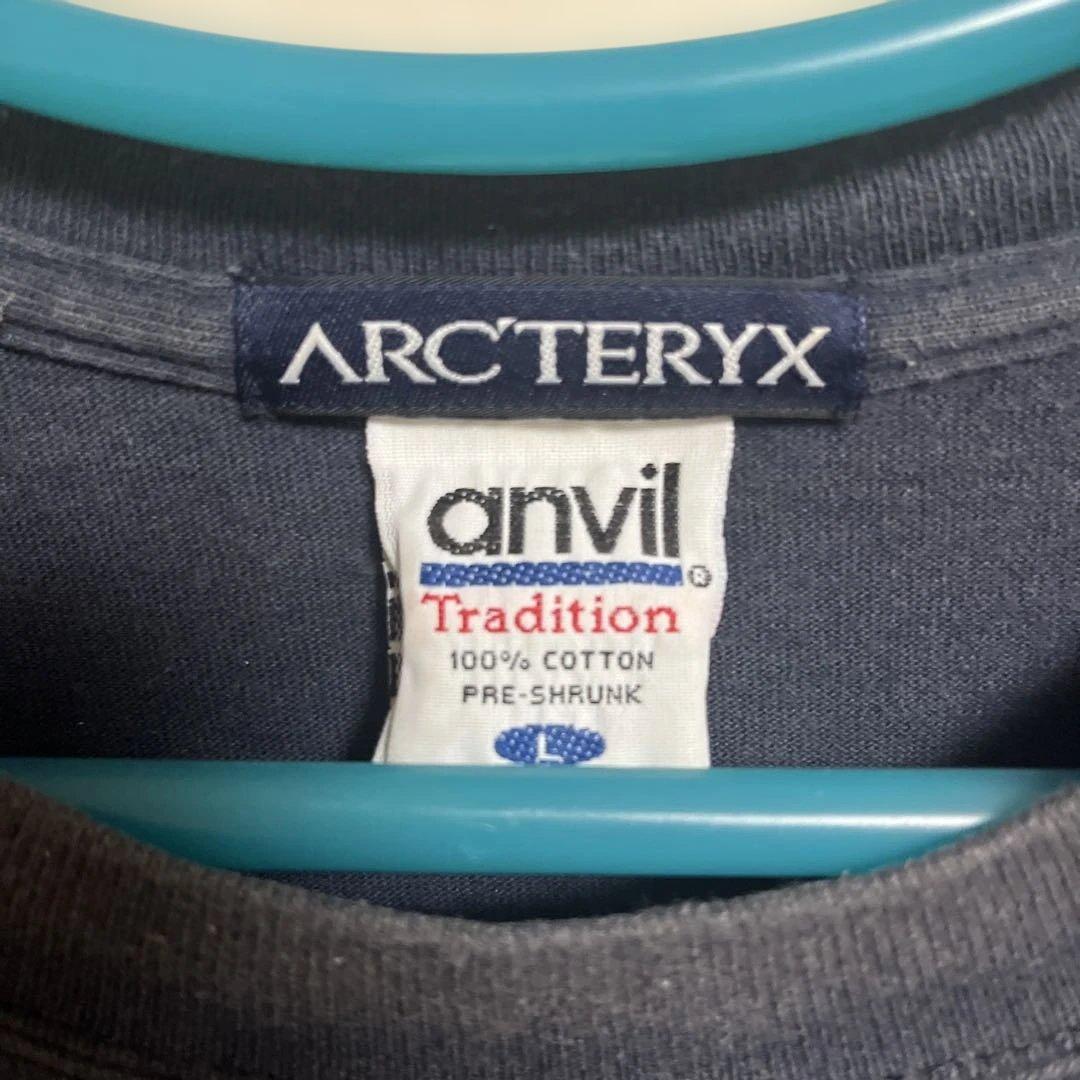 ARC'TERYX
anvil
®
Tradition
100% COTTON
PRE-SHRUNK
L